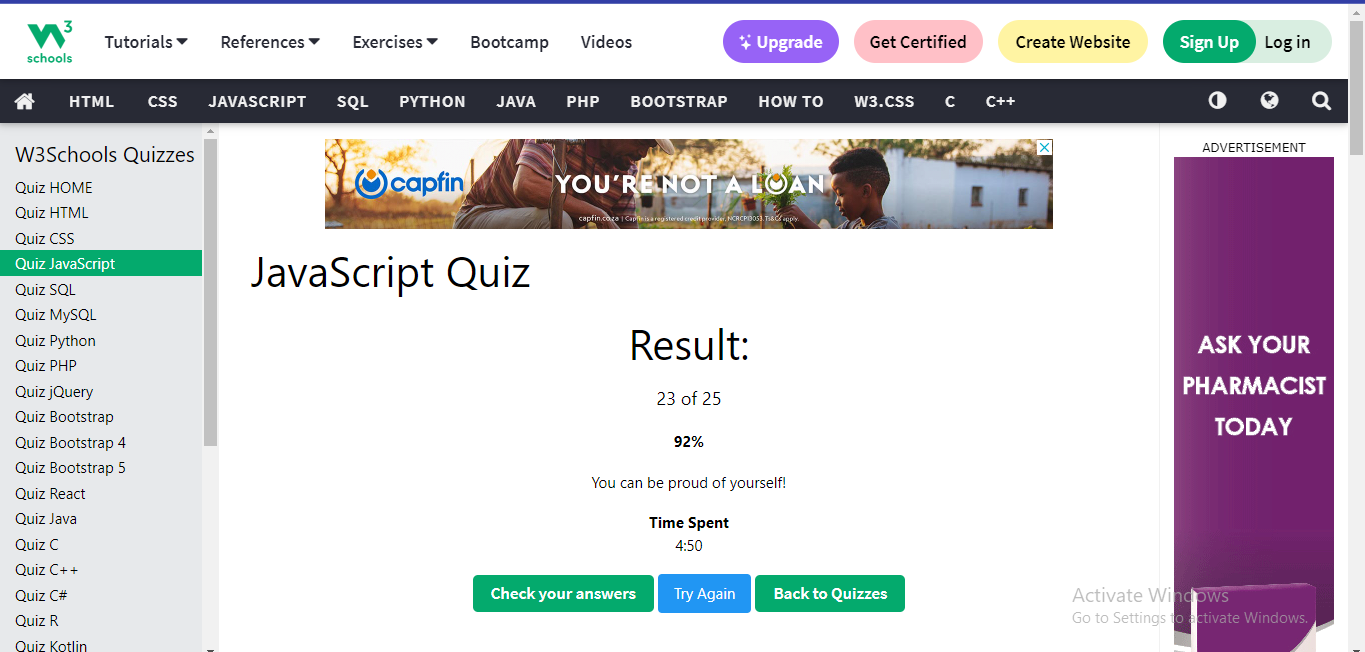 W3
schools
Tutorials
References
Exercises
Bootcamp
Videos
Upgrade
Get Certified
Create Website
Sign Up
Log in
HTML
CSS
JAVASCRIPT
SQL
PYTHON
JAVA
PHP
BOOTSTRAP
HOW TO
W3.CSS
C
C++
W3Schools Quizzes
Quiz HOME
Quiz HTML
Quiz CSS
Quiz JavaScript
Quiz SQL
Quiz MySQL
Quiz Python
Quiz PHP
Quiz jQuery
Quiz Bootstrap
Quiz Bootstrap 4
Quiz Bootstrap 5
Quiz React
Quiz Java
Quiz C
Quiz C++
Quiz C#
Quiz R
Quiz Kotlin
capfin
YOU'RE NOT A LOAN
capfin.co.za | Capfin is a registered credit provider, NCRCP13053. Ts&Cs apply.
JavaScript Quiz
Result:
23 of 25
92%
You can be proud of yourself!
Time Spent
4:50
Check your answers
Try Again
Back to Quizzes
ADVERTISEMENT
ASK YOUR
PHARMACIST
TODAY
Activate Windows
Go to Settings to activate Windows.